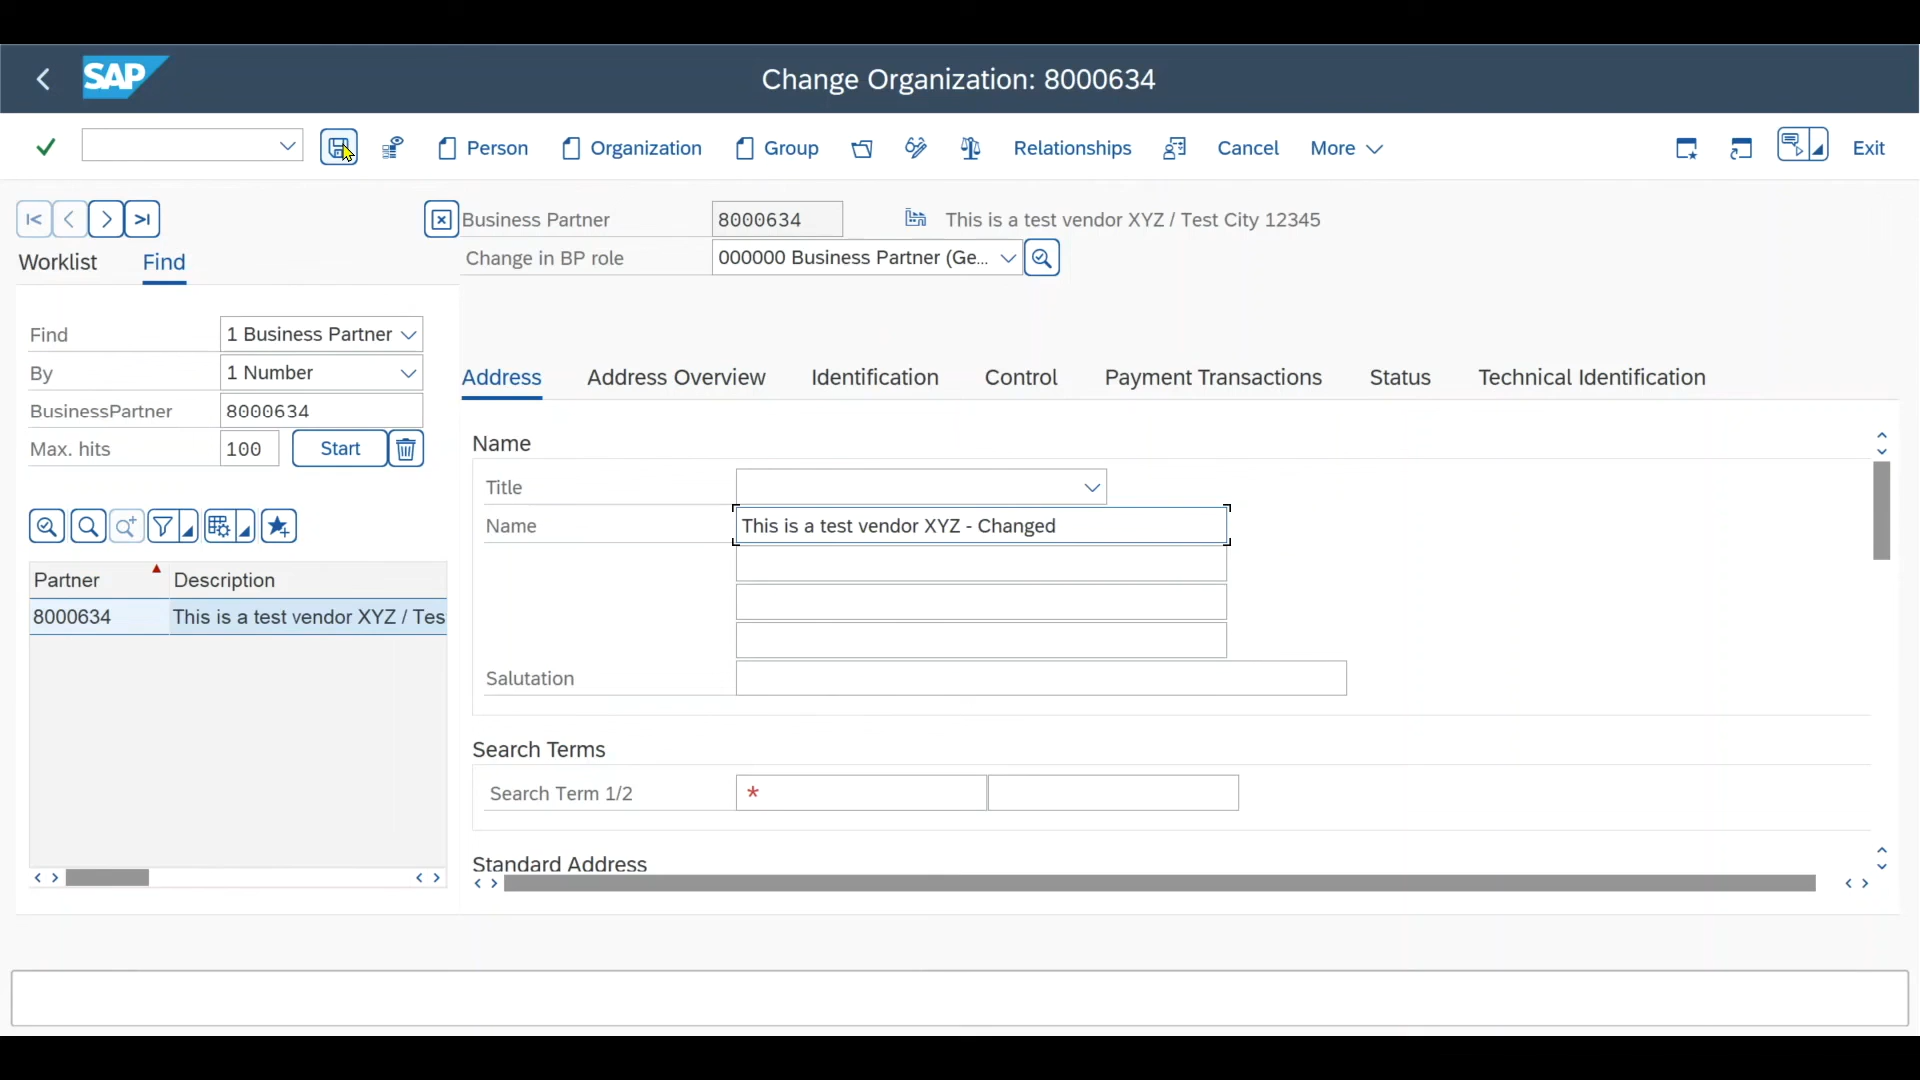 SAP
Change Organization: 8000634
Person Organization Group Relationships Cancel More Exit
Business Partner 8000634 This is a test vendor XYZ / Test City 12345
Change in BP role 000000 Business Partner (Ge...
Worklist Find
Find 1 Business Partner
By 1 Number
BusinessPartner 8000634
Max. hits 100 Start
Partner Description
8000634 This is a test vendor XYZ / Tes
Address Address Overview Identification Control Payment Transactions Status Technical Identification
Name
Title
Name This is a test vendor XYZ - Changed
Salutation
Search Terms
Search Term 1/2 *
Standard Address